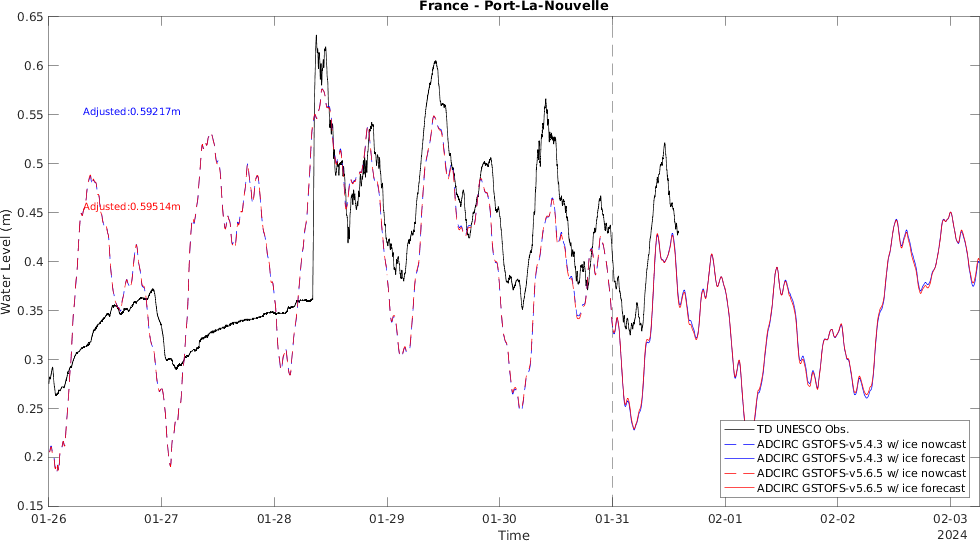 France - Port-La-Nouvelle
0.65
0.6
0.55
0.5
0.45
0.4
0.35
0.3
0.25
0.2
0.15
Water Level (m)
Adjusted:0.59217m
Adjusted:0.59514m
TD UNESCO Obs.
ADCIRC GSTOFS-v5.4.3 w/ ice nowcast
ADCIRC GSTOFS-v5.4.3 w/ ice forecast
ADCIRC GSTOFS-v5.6.5 w/ ice nowcast
ADCIRC GSTOFS-v5.6.5 w/ ice forecast
01-26 01-27 01-28 01-29 01-30 01-31 02-01 02-02 02-03
Time 2024